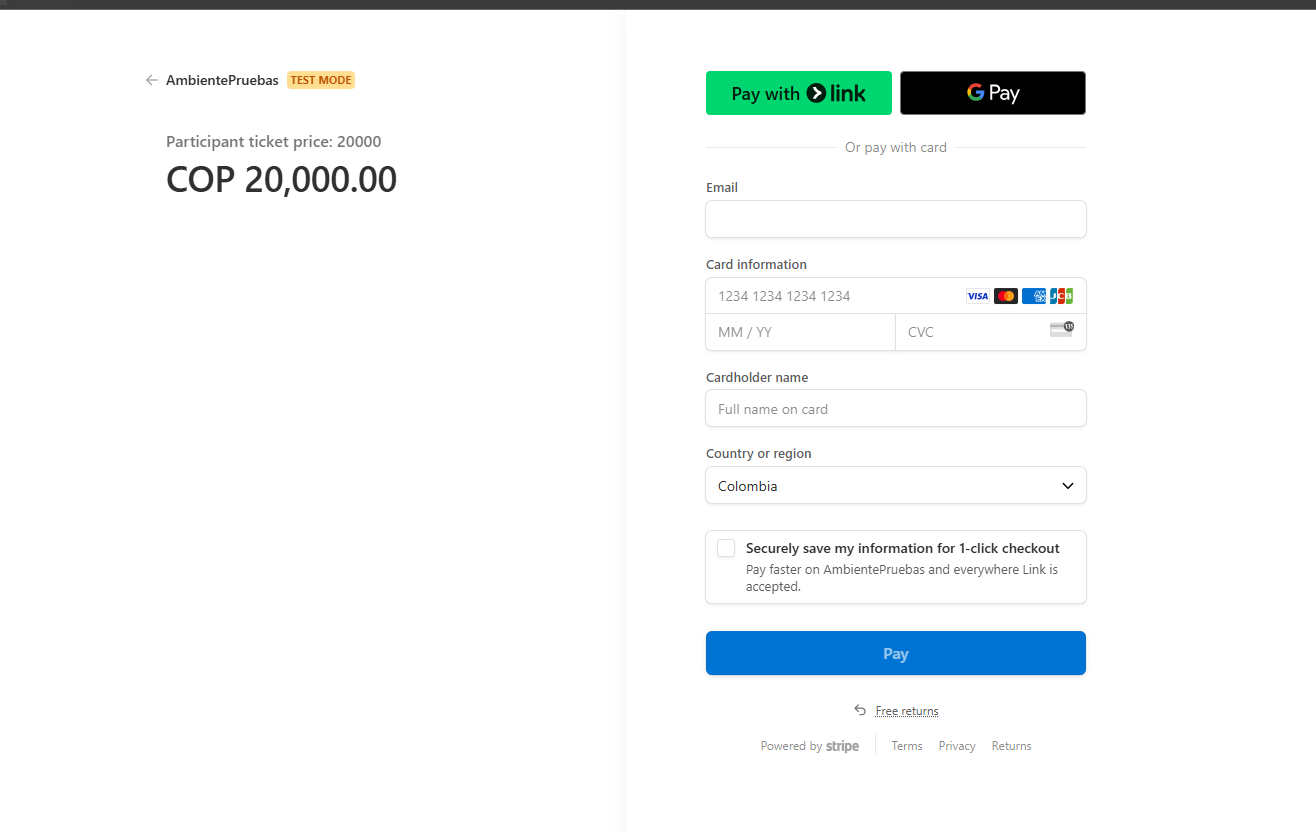 AmbientePruebas TEST MODE
Participant ticket price: 20000
COP 20,000.00
Pay with link
G Pay
Or pay with card
Email
Card information
1234 1234 1234 1234 VISA AM EX JCB
MM / YY
CVC 135
Cardholder name
Full name on card
Country or region
Colombia
Securely save my information for 1-click checkout
Pay faster on AmbientePruebas and everywhere Link is
accepted.
Pay
Free returns
Powered by stripe
Terms
Privacy
Returns